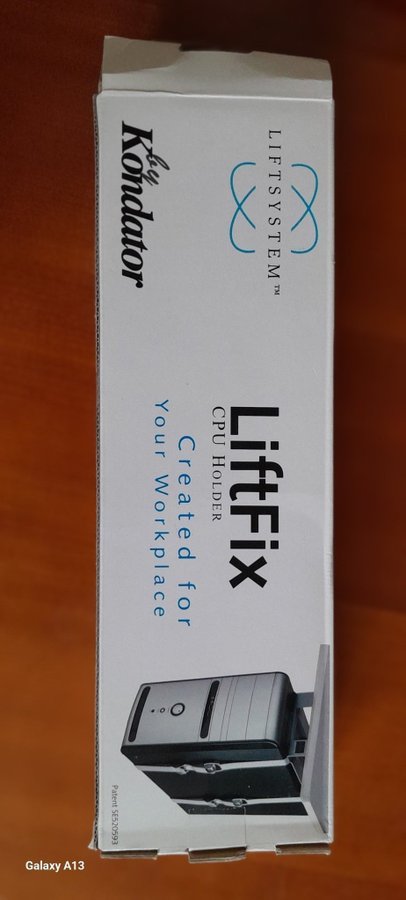 LIFTSYSTEM™
by
Kondator
LiftFix
CPU HOLDER
Created for
Your Workplace
Patent SE520593
Galaxy A13